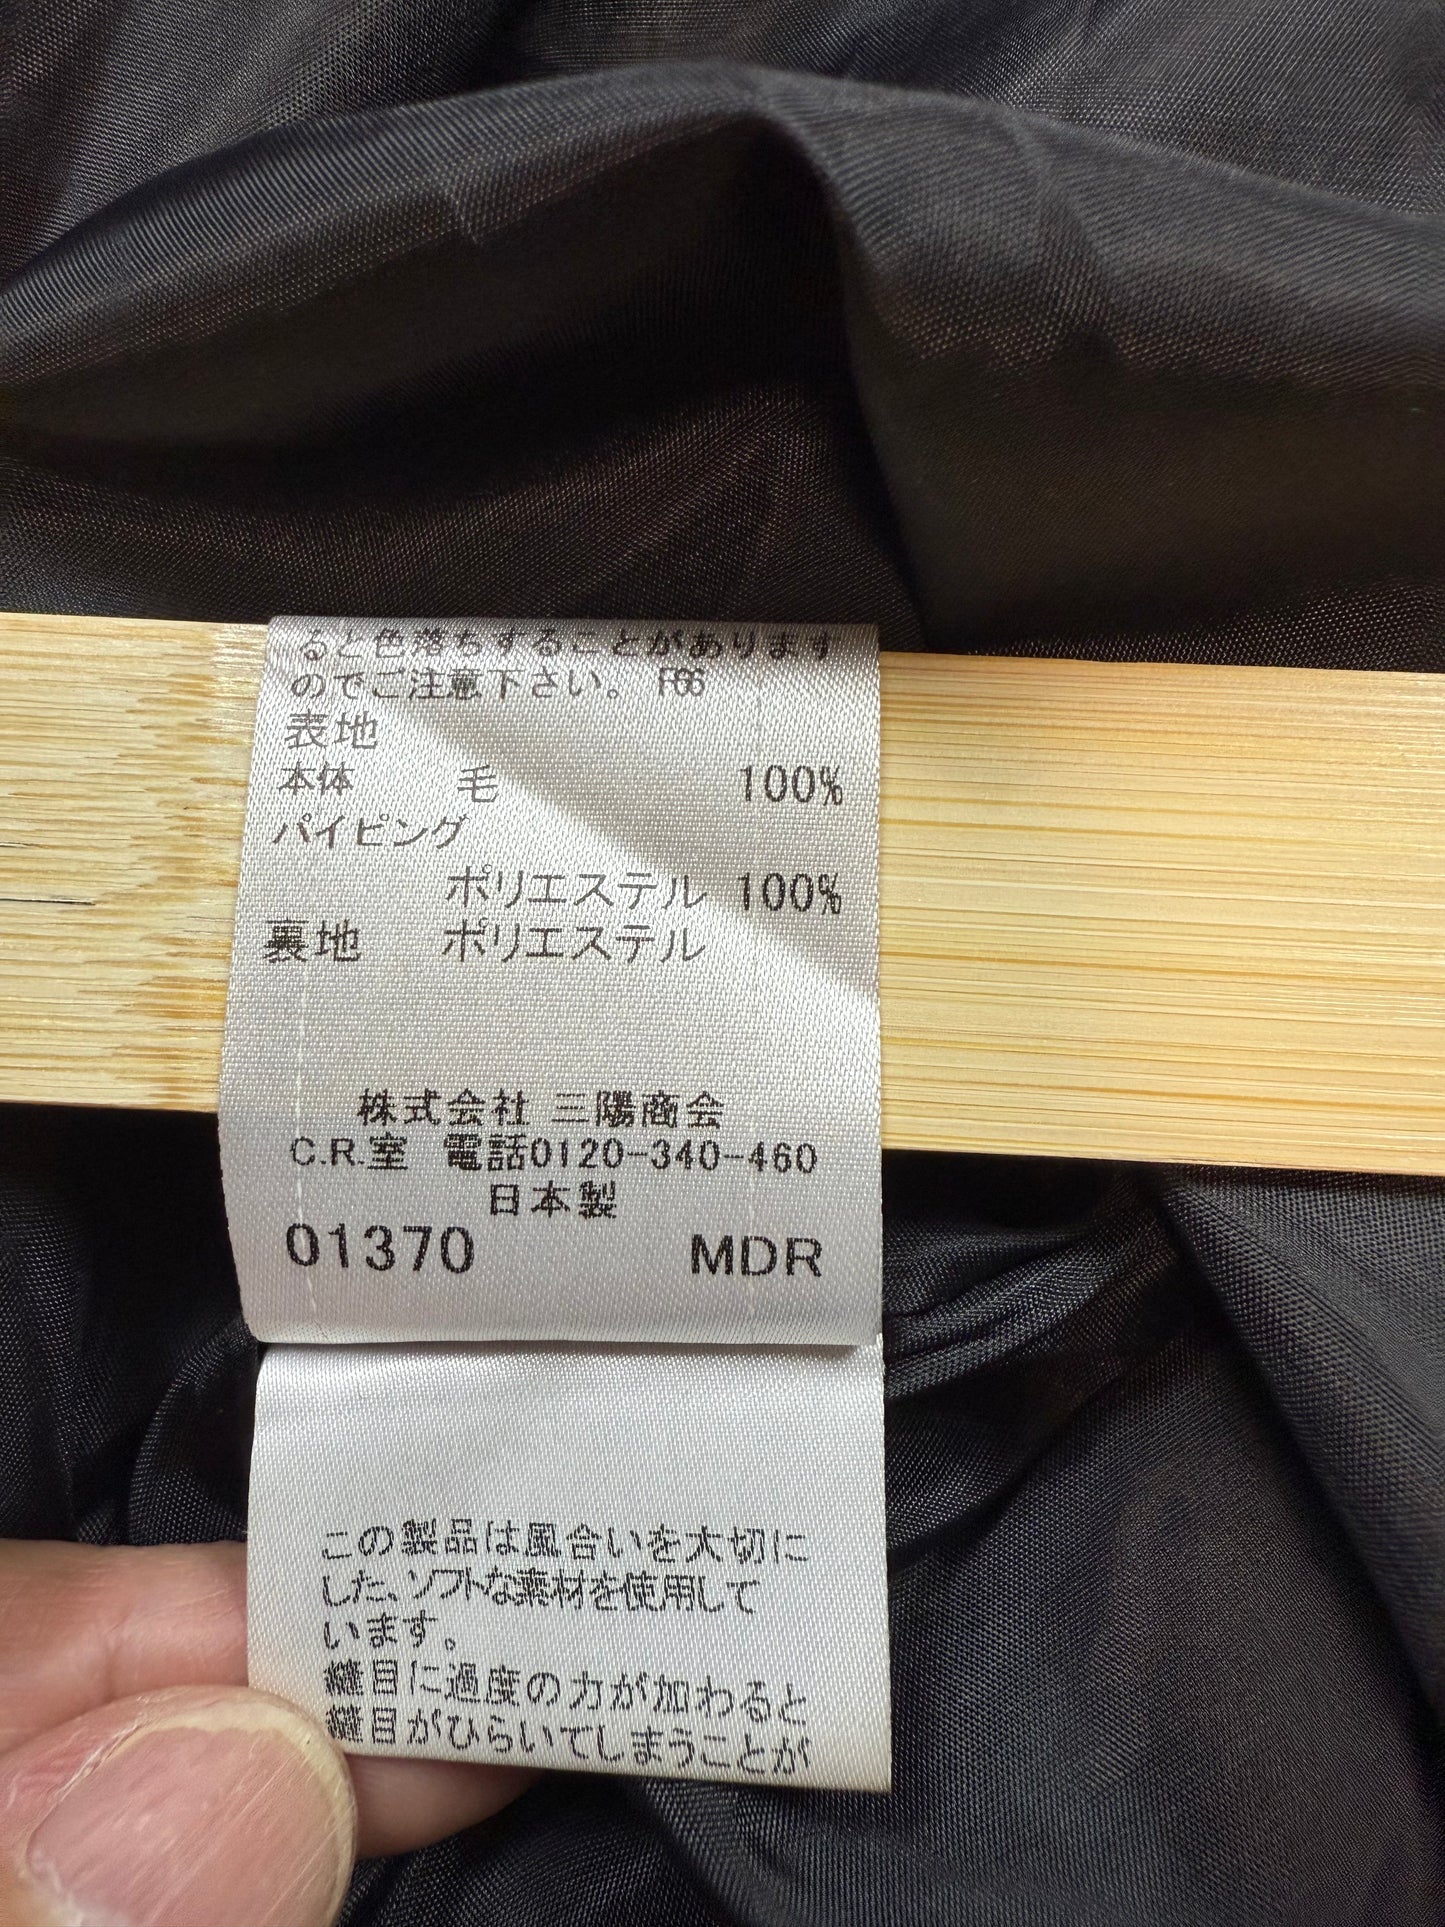 ると色落ちすることがあります
のでご注意下さい。 F66
表地
本体 毛 100%
パイピング
ポリエステル 100%
裏地 ポリエステル
株式会社 三陽商会
C.R.室 電話0120-340-460
日本製
01370 MDR
この製品は風合いを大切に
した、ソフトな素材を使用して
います。
縫目に過度の力が加わると
縫目がひらいてしまうことが